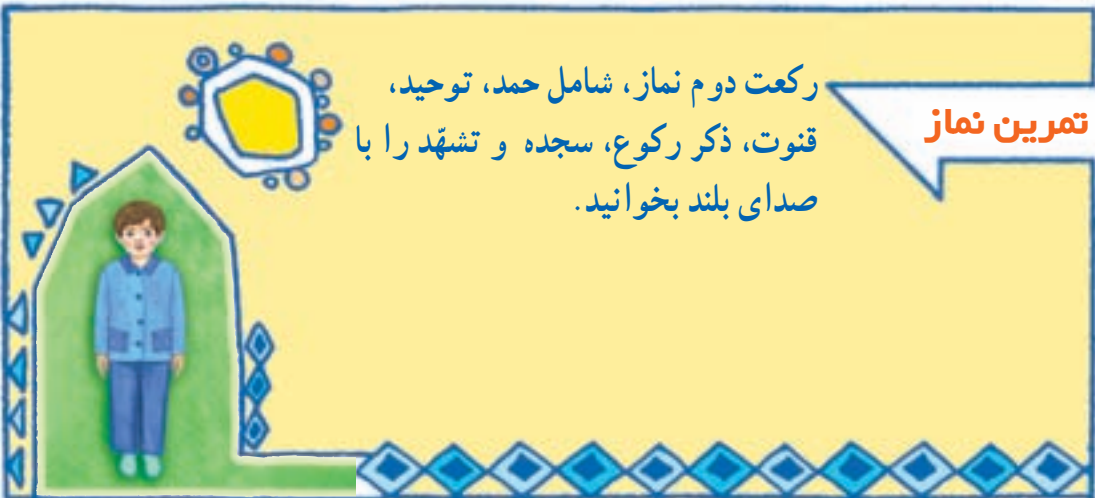 تمرین نماز
رکعت دوم نماز، شامل حمد، توحید،
قنوت، ذکر رکوع، سجده و تشهّد را با
صدای بلند بخوانید.